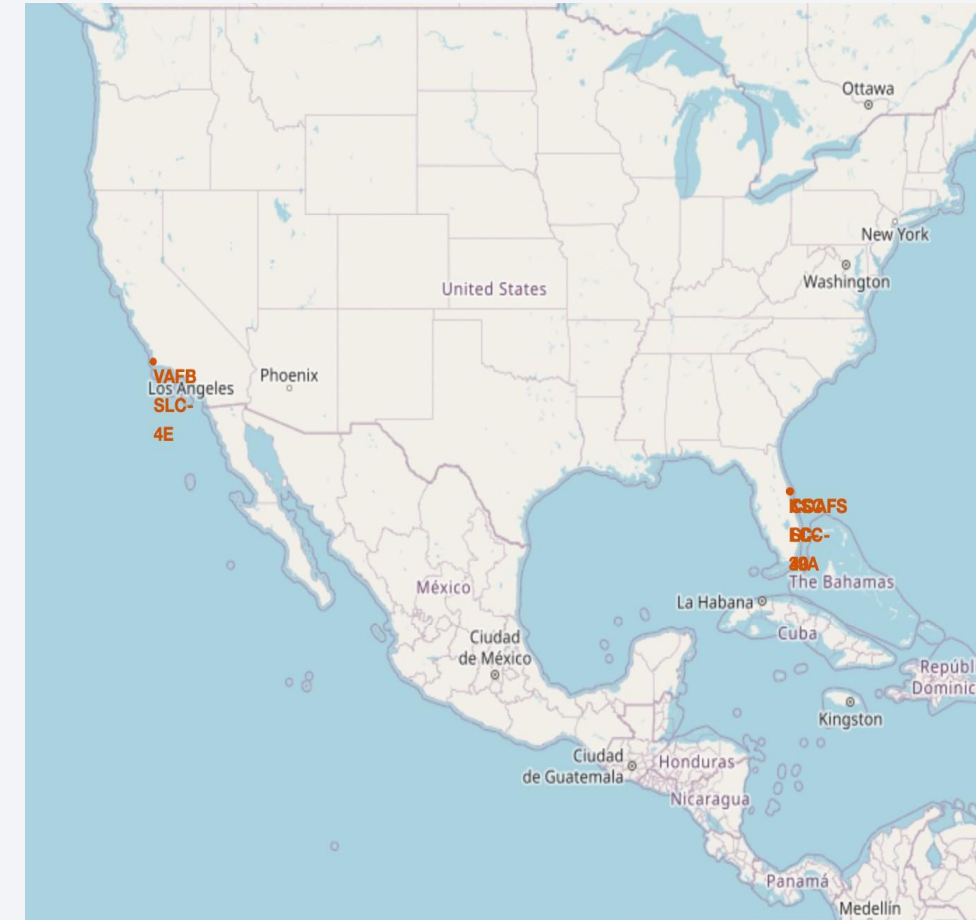 Ottawa
New York
Washington
United States
VAFB
SLC-
4E
Los Angeles
Phoenix
The Bahamas
México
La Habana
Cuba
Ciudad
de México
Repúbl
Dominic
Kingston
Ciudad
de Guatemala
Honduras
Nicaragua
Panamá
Medellín